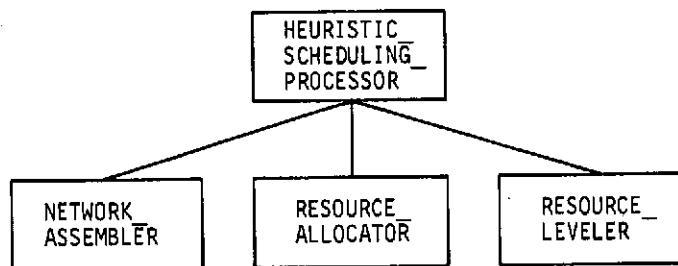 HEURISTIC_
SCHEDULING_
PROCESSOR
NETWORK_
ASSEMBLER
RESOURCE_
ALLOCATOR
RESOURCE_
LEVELER